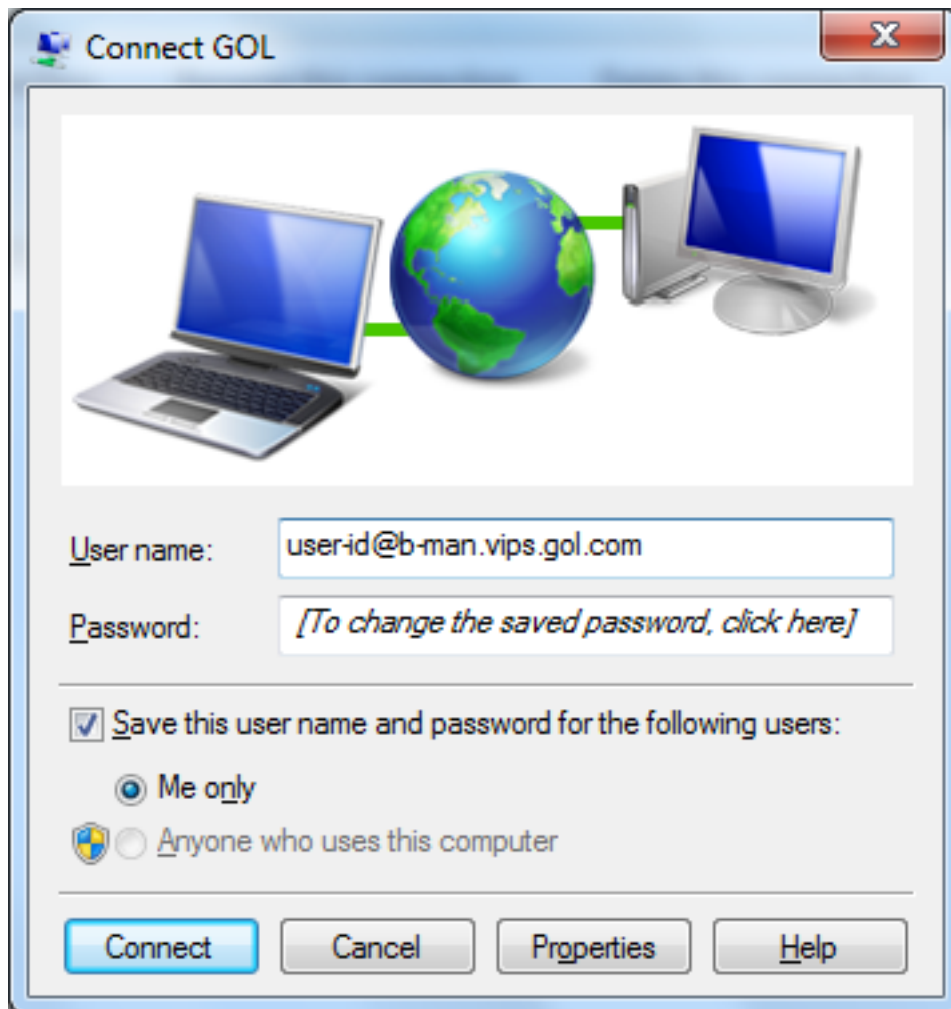 Connect GOL
User name:
user-id@b-man.vips.gol.com
Password:
[To change the saved password, click here]
Save this user name and password for the following users:
Me only
Anyone who uses this computer
Connect
Cancel
Properties
Help